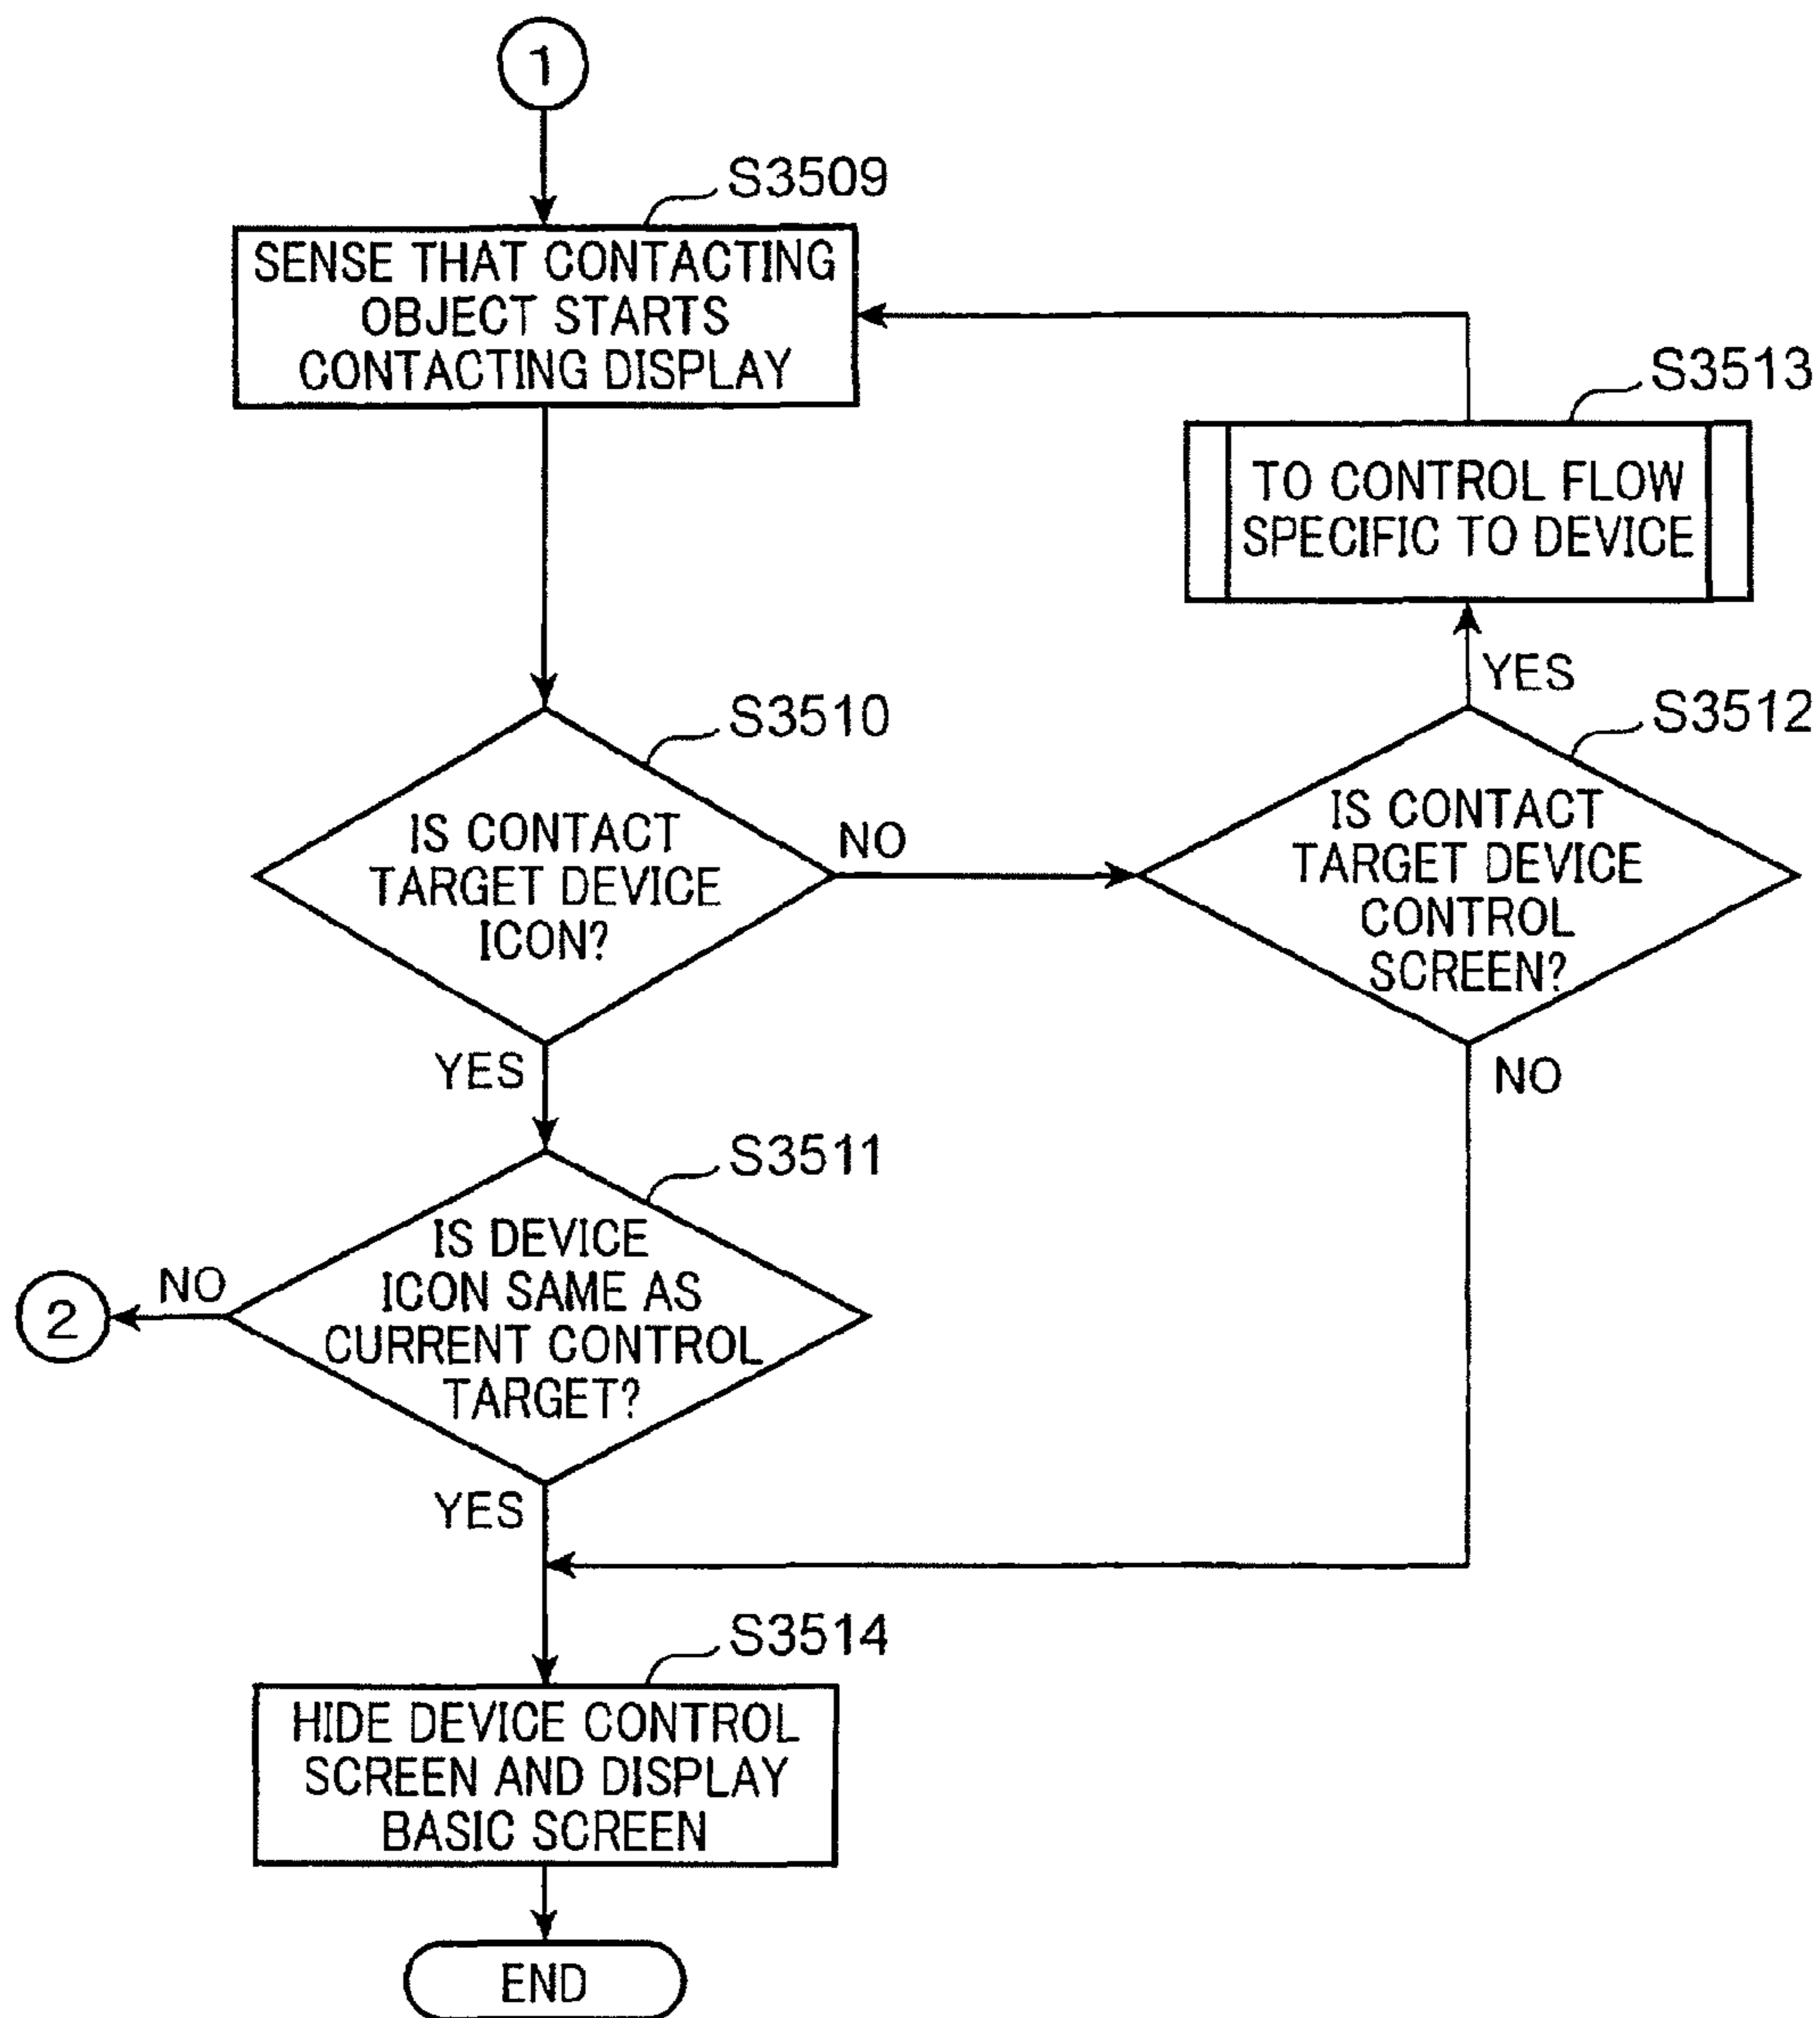 1
S3509
SENSE THAT CONTACTING
OBJECT STARTS
CONTACTING DISPLAY
S3513
TO CONTROL FLOW
SPECIFIC TO DEVICE
YES
S3510
IS CONTACT
TARGET DEVICE
ICON?
NO
S3512
IS CONTACT
TARGET DEVICE
CONTROL
SCREEN?
YES
NO
S3511
IS DEVICE
ICON SAME AS
CURRENT CONTROL
TARGET?
NO
2
YES
S3514
HIDE DEVICE CONTROL
SCREEN AND DISPLAY
BASIC SCREEN
END